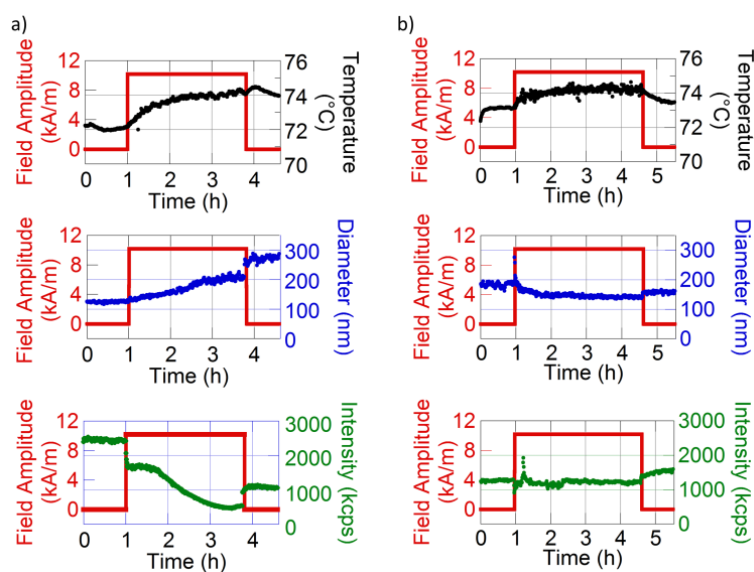 a)
Field Amplitude
(kA/m)
12
8
4
0
76
74
72
70
Temperature
(°C)
0 1 2 3 4
Time (h)
b)
Field Amplitude
(kA/m)
12
8
4
0
76
74
72
70
Temperature
(°C)
0 1 2 3 4 5
Time (h)
Field Amplitude
(kA/m)
12
8
4
0
300
200
100
0
Diameter (nm)
0 1 2 3 4
Time (h)
Field Amplitude
(kA/m)
12
8
4
0
300
200
100
0
Diameter (nm)
0 1 2 3 4 5
Time (h)
Field Amplitude
(kA/m)
12
8
4
0
3000
2000
1000
0
Intensity (kcps)
0 1 2 3 4
Time (h)
Field Amplitude
(kA/m)
12
8
4
0
3000
2000
1000
0
Intensity (kcps)
0 1 2 3 4 5
Time (h)